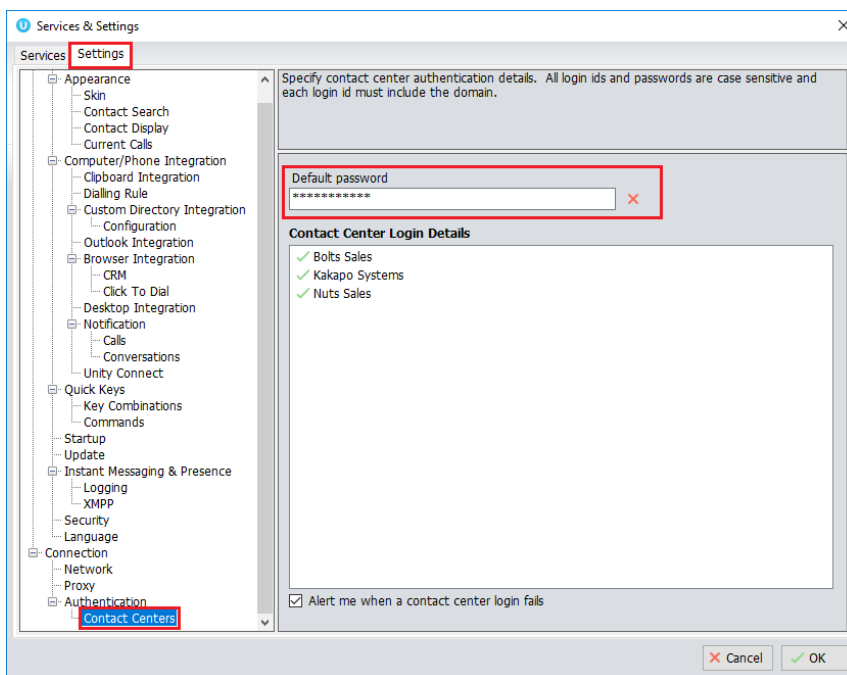 Services & Settings
Services Settings
Appearance
Skin
Contact Search
Contact Display
Current Calls
Computer/Phone Integration
Clipboard Integration
Dialling Rule
Custom Directory Integration
Configuration
Outlook Integration
Browser Integration
CRM
Click To Dial
Desktop Integration
Notification
Calls
Conversations
Unity Connect
Quick Keys
Key Combinations
Commands
Startup
Update
Instant Messaging & Presence
Logging
XMPP
Security
Language
Connection
Network
Proxy
Authentication
Contact Centers
Specify contact center authentication details. All login ids and passwords are case sensitive and
each login id must include the domain.
Default password
***********
Contact Center Login Details
Bolts Sales
Kakapo Systems
Nuts Sales
Alert me when a contact center login fails
Cancel OK